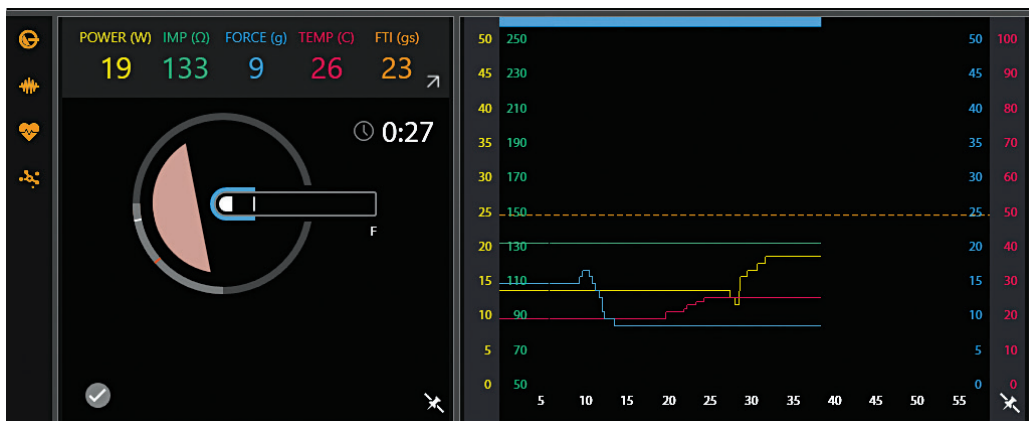 POWER (W) IMP (Ω) FORCE (g) TEMP (C) FTI (gs)
19 133 9 26 23
0:27
F
50 250 50 100
45 230 45 90
40 210 40 80
35 190 35 70
30 170 30 60
25 150 25 50
20 130 20 40
15 110 15 30
10 90 10 20
5 70 5 10
0 50 0 0
5 10 15 20 25 30 35 40 45 50 55